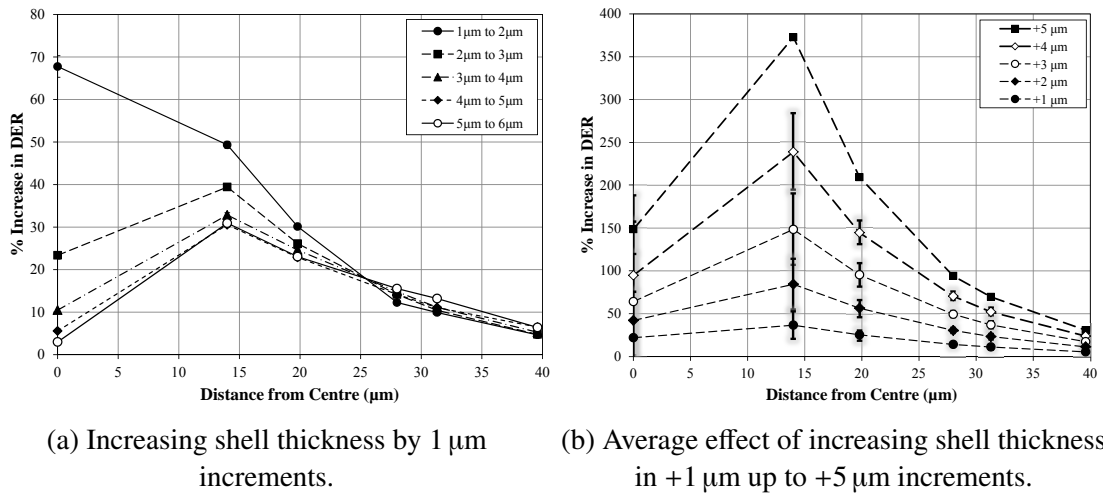 80
70
60
50
40
30
20
10
0
% Increase in DER
0 5 10 15 20 25 30 35 40
Distance from Centre (µm)
1µm to 2µm
2µm to 3µm
3µm to 4µm
4µm to 5µm
5µm to 6µm
400
350
300
250
200
150
100
50
0
% Increase in DER
0 5 10 15 20 25 30 35 40
Distance from Centre (µm)
+5 µm
+4 µm
+3 µm
+2 µm
+1 µm
(a) Increasing shell thickness by 1 µm
increments.
(b) Average effect of increasing shell thickness
in +1 µm up to +5 µm increments.